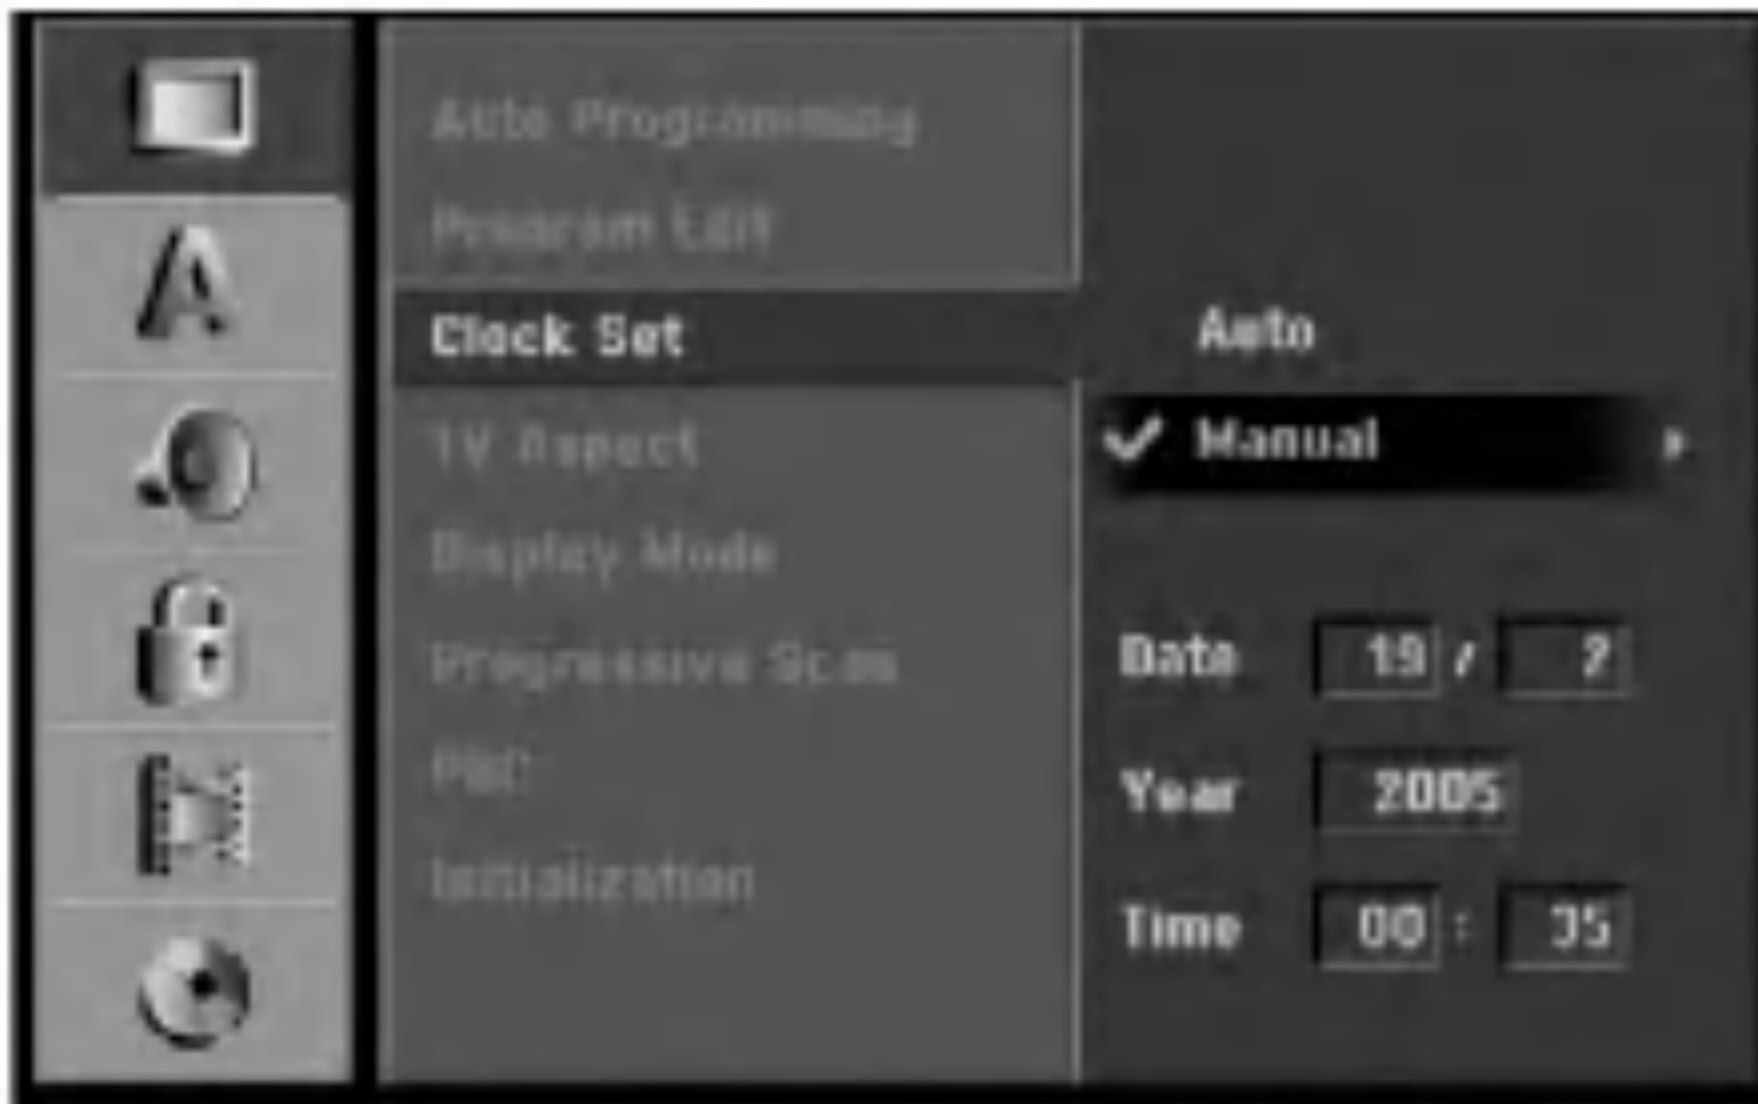 A
Auto Programming
Program Edit
Clock Set
TV Aspect
Display Mode
Progressive Scan
PBC
Initialization
Auto
Manual
Date 19 / 2
Year 2005
Time 00 : 35